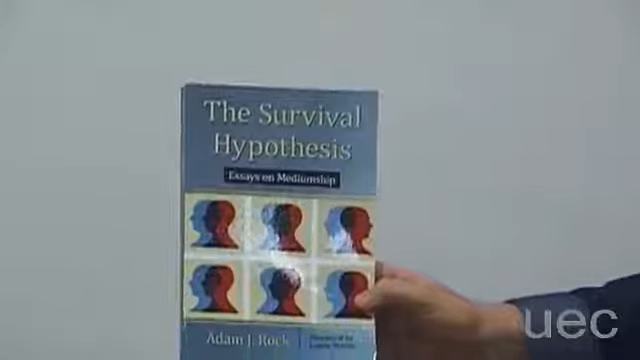 The Survival
Hypothesis
Essays on Mediumship
Adam J. Rock
uec